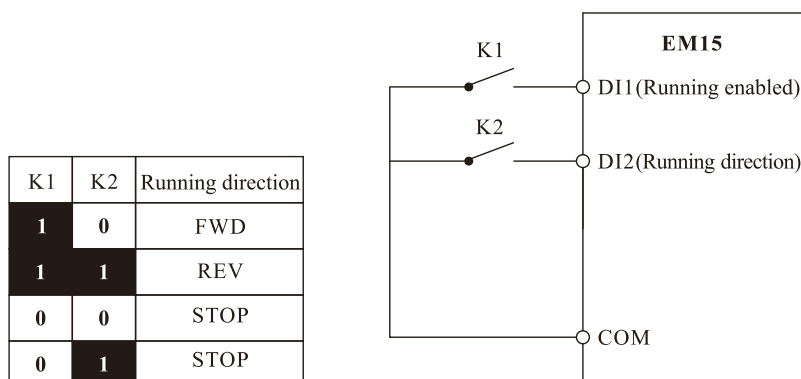 K1 K2 Running direction
1 0 FWD
1 1 REV
0 0 STOP
0 1 STOP
EM15
K1
DI1(Running enabled)
K2
DI2(Running direction)
COM